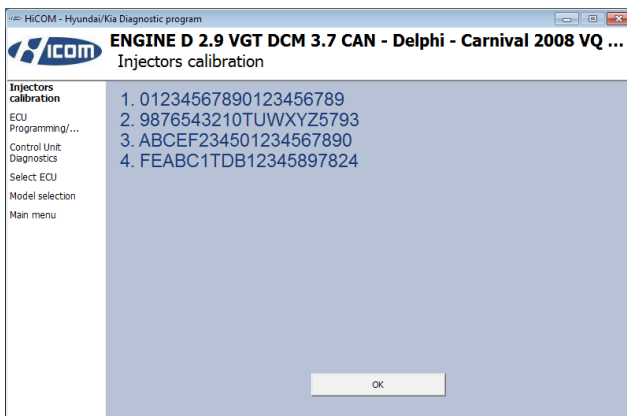 HiCOM - Hyundai/Kia Diagnostic program
HICOM
ENGINE D 2.9 VGT DCM 3.7 CAN - Delphi - Carnival 2008 VQ ...
Injectors calibration
Injectors
calibration
ECU
Programming/...
Control Unit
Diagnostics
Select ECU
Model selection
Main menu
1. 01234567890123456789
2. 9876543210TUWXYZ5793
3. ABCEF234501234567890
4. FEABC1TDB12345897824
OK